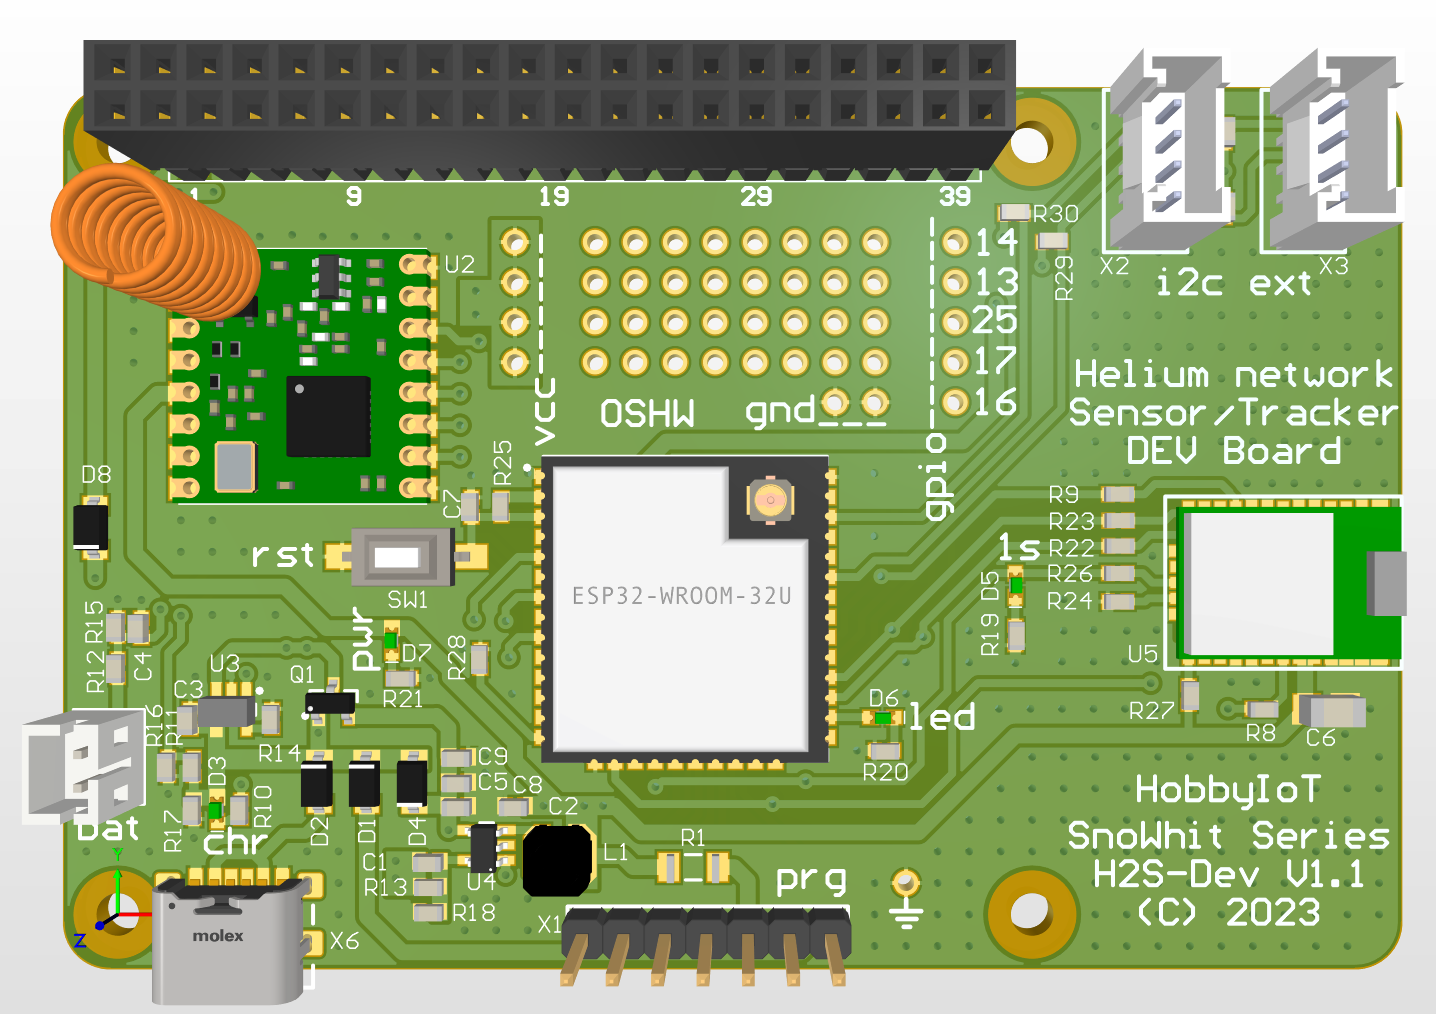 1 9 19 29 39
U2
R30
R29
X2 X3
i2c ext
14
13
25
17
16
vcc
OSHW
gnd
gpio
Helium network
Sensor/Tracker
DEV Board
D8
C7
R25
rst
SW1
ESP32-WROOM-32U
1s
D5
R19
R9
R23
R22
R26
R24
U5
R27
R8
C6
R15
R12
C4
pwr
D7
R21
R28
U3
Q1
C3
R16
R14
D6
led
R20
D3
R17
R10
chr
bat
D2
D1
D4
C9
C5
C8
C2
L1
R1
C1
R13
R18
U4
X1
prg
HobbyIoT
SnoWhit Series
H2S-Dev V1.1
(C) 2023
Y
Z
molex
X6